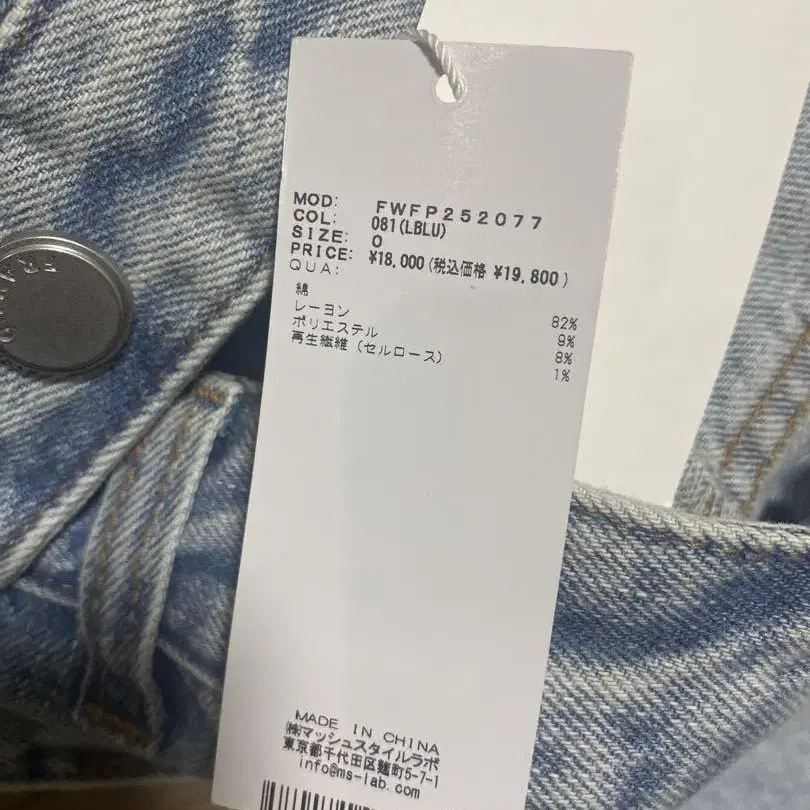 MOD: FWFP252077
COL: 081(LBLU)
SIZE: 0
PRICE: ¥18,000(税込価格 ¥19,800)
QUA:
綿 82%
レーヨン 9%
ポリエステル 8%
再生繊維(セルロース) 1%
MADE IN CHINA
㈱マッシュスタイルラボ
東京都千代田区麹町5-7-1
info@ms-lab.com